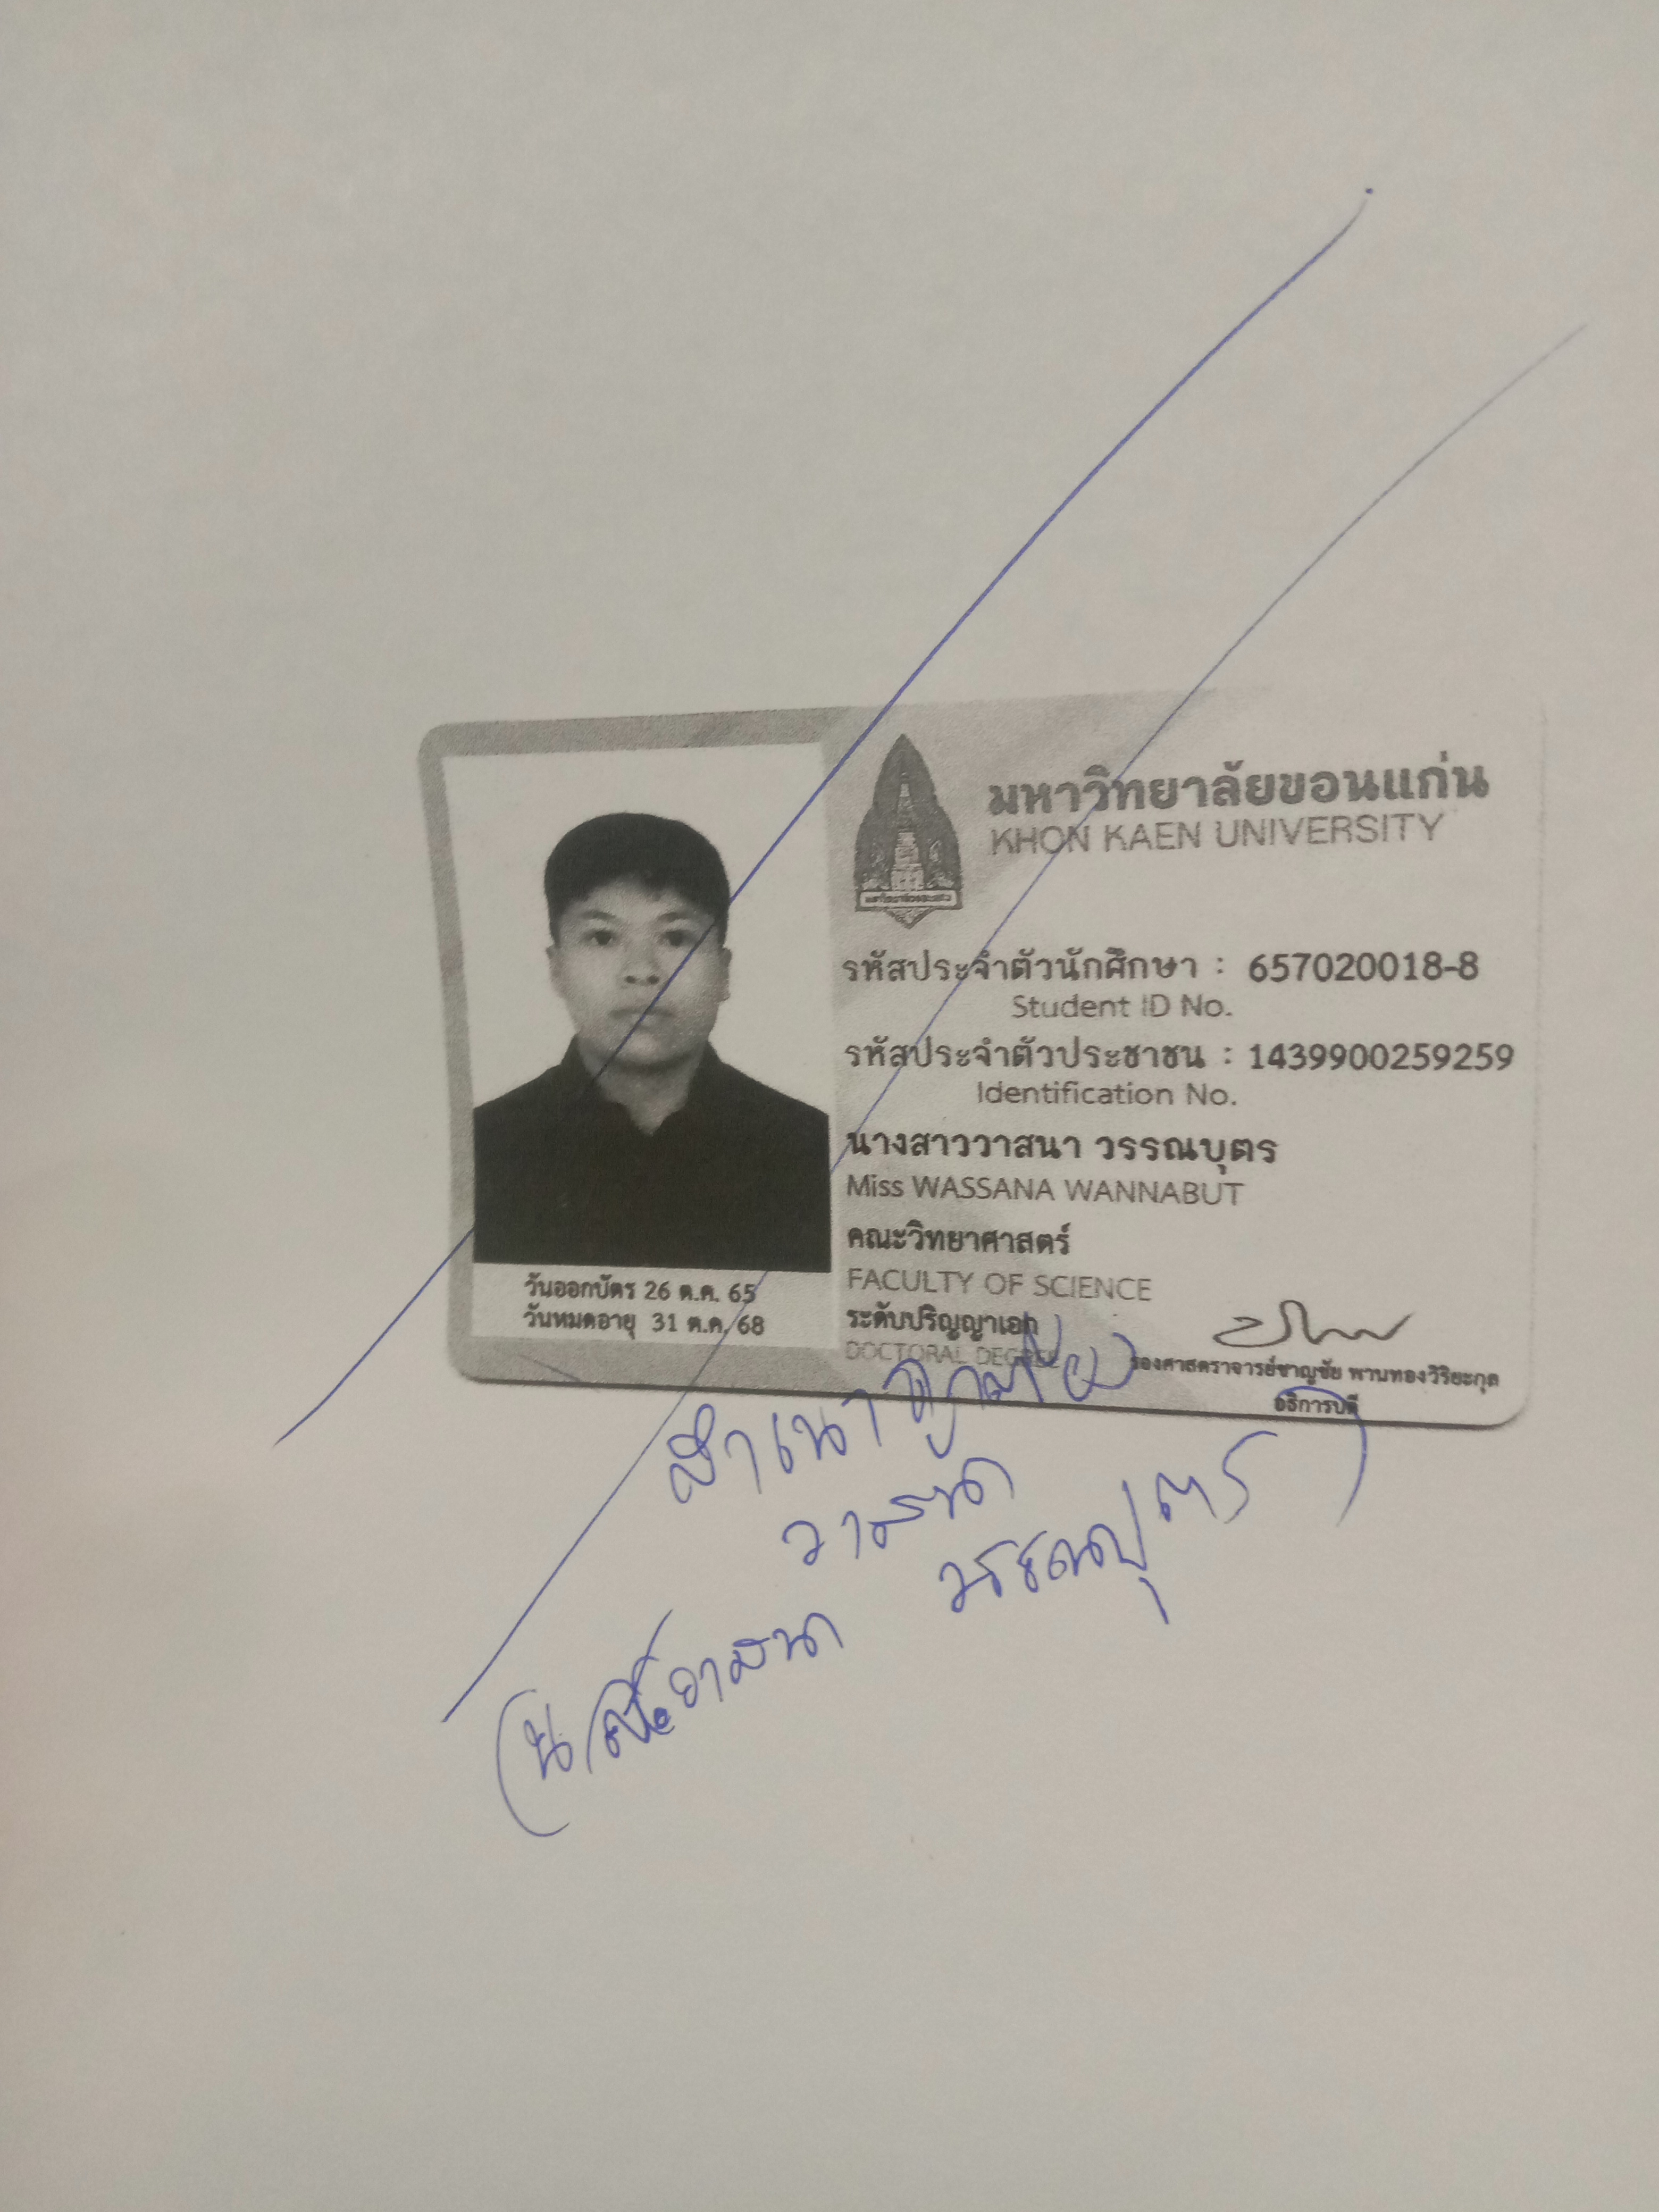 มหาวิทยาลัยขอนแก่น
KHON KAEN UNIVERSITY
รหัสประจำตัวนักศึกษา : 657020018-8
Student ID No.
รหัสประจำตัวประชาชน : 1439900259259
Identification No.
นางสาววาสนา วรรณบุตร
Miss WASSANA WANNABUT
คณะวิทยาศาสตร์
FACULTY OF SCIENCE
ระดับปริญญาเอก
DOCTORAL DEGREE
วันออกบัตร 26 ต.ค. 65
วันหมดอายุ 31 ต.ค. 68
รองศาสตราจารย์ชาญชัย พานทองวิริยะกุล
อธิการบดี
สำเนาถูกต้อง
วาสนา
วาสนา วรรณบุตร)